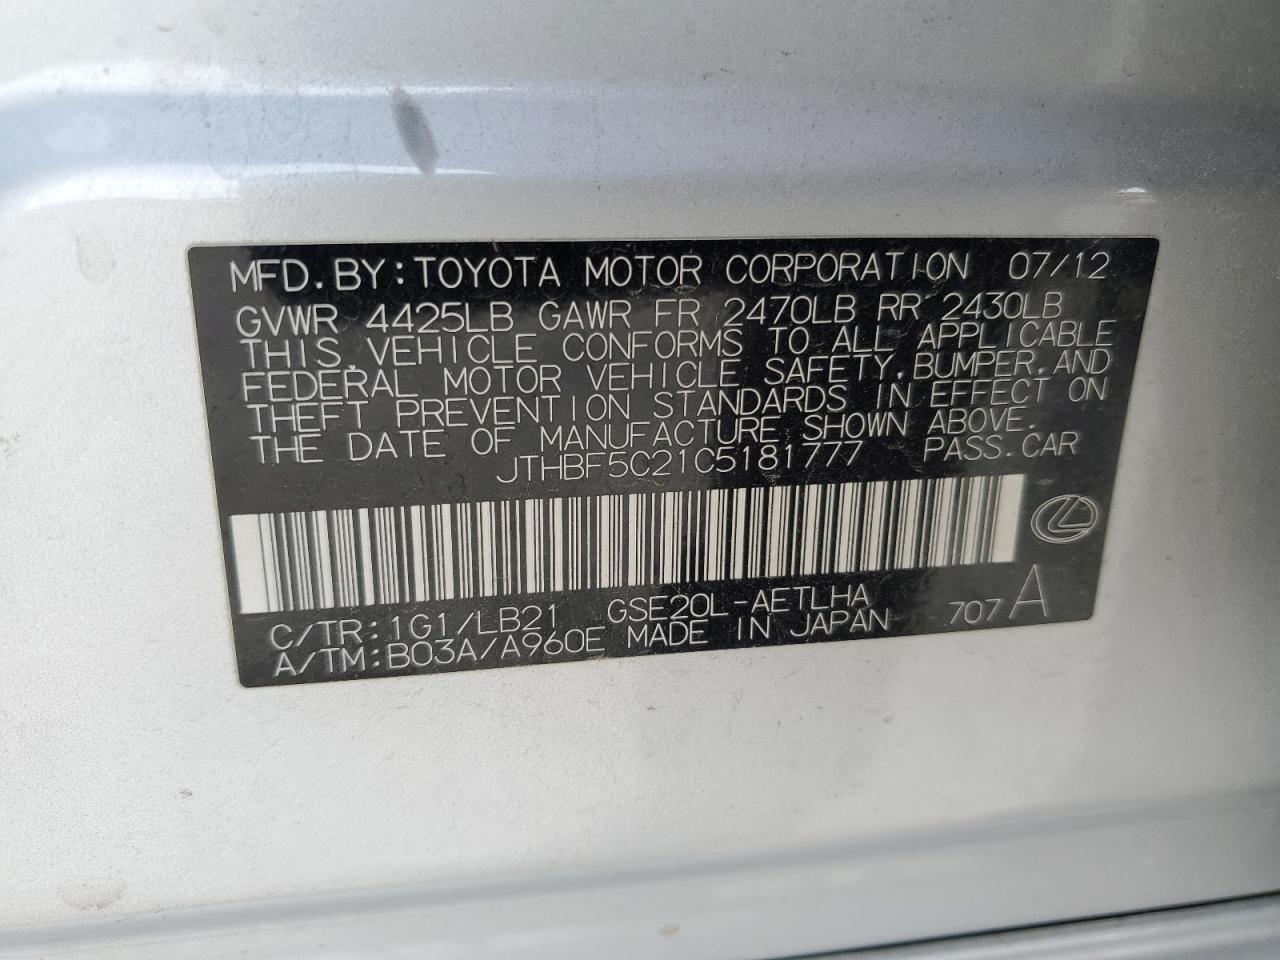 MFD. BY: TOYOTA MOTOR CORPORATION 07/12
GVWR 4425LB GAWR FR 2470LB RR 2430LB
THIS VEHICLE CONFORMS TO ALL APPLICABLE
FEDERAL MOTOR VEHICLE SAFETY, BUMPER, AND
THEFT PREVENTION STANDARDS IN EFFECT ON
THE DATE OF MANUFACTURE SHOWN ABOVE.
JTHBF5C21C5181777 PASS. CAR
C/TR: 1G1/LB21 GSE20L-AETLHA
A/TM: B03A/A960E MADE IN JAPAN 707 A